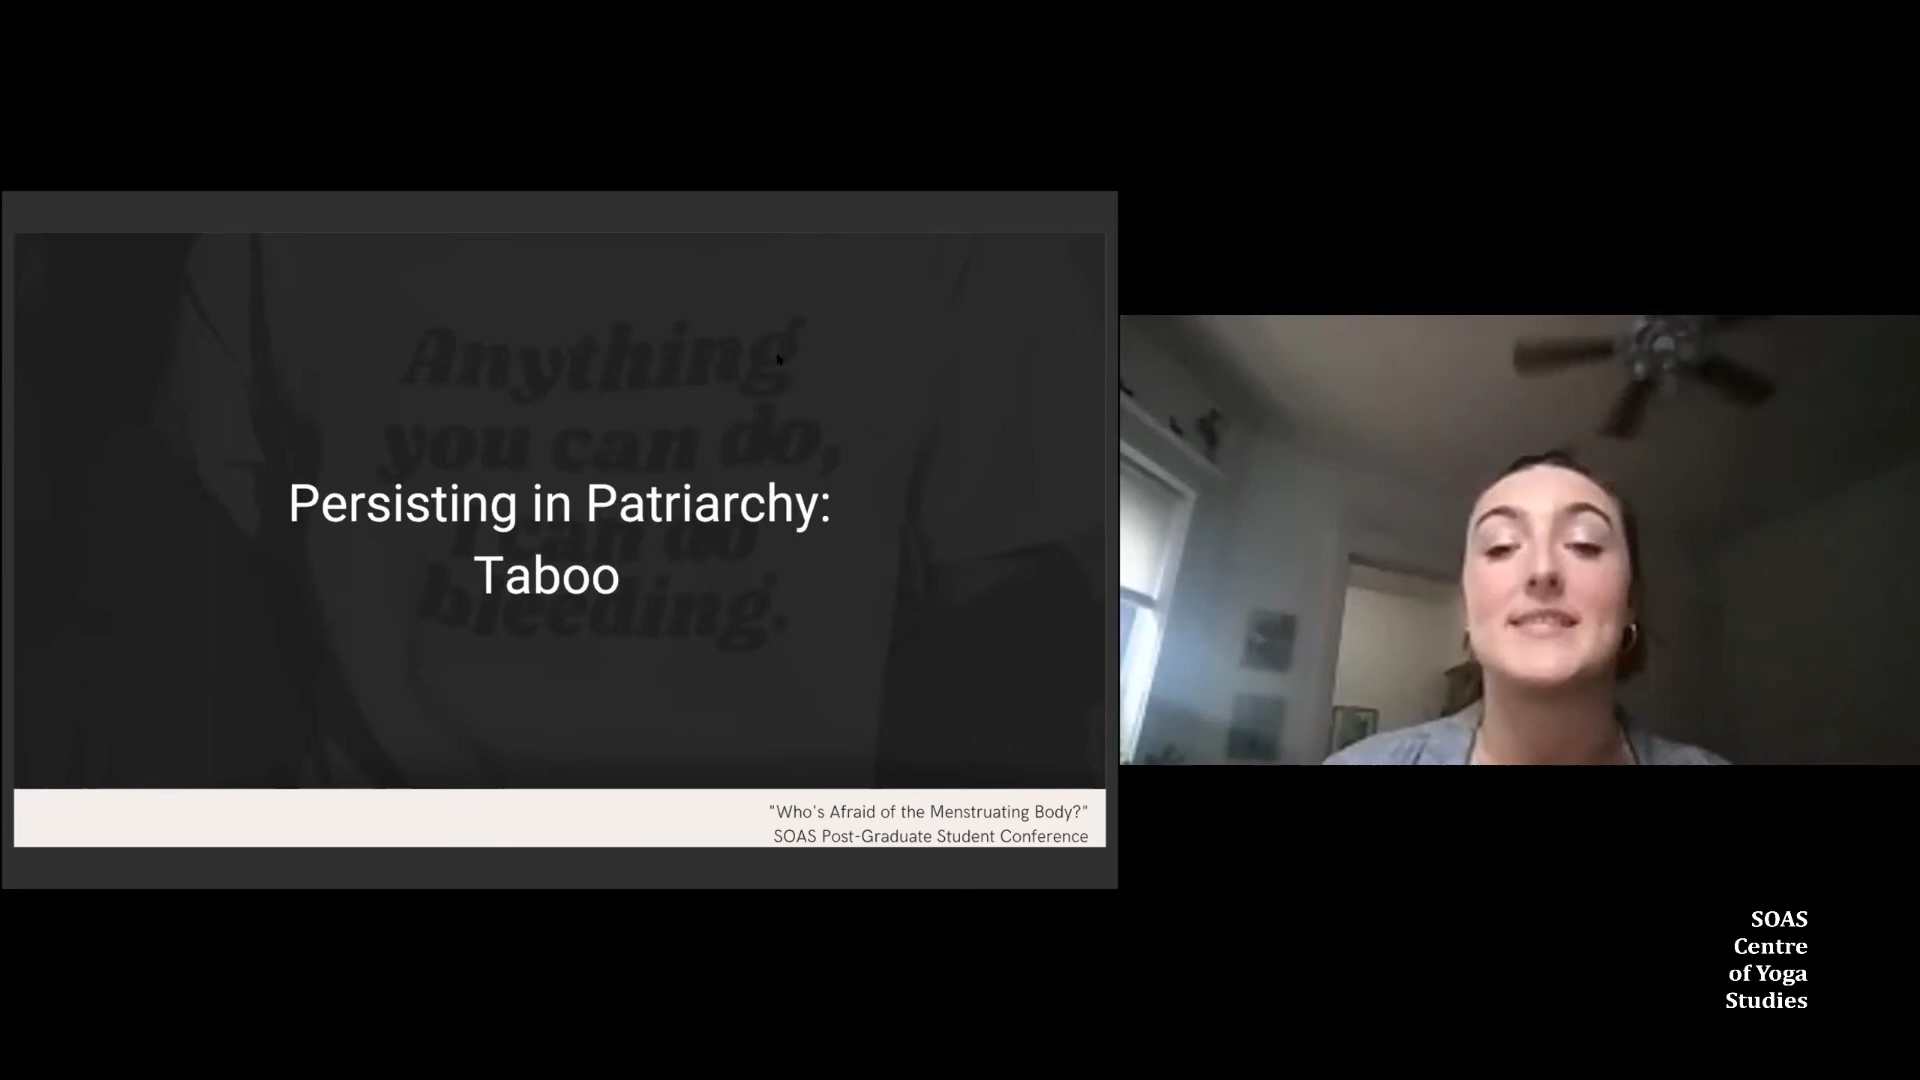 Anything
you can do,
Persisting in Patriarchy:
I can do
Taboo
bleeding.
"Who's Afraid of the Menstruating Body?"
SOAS Post-Graduate Student Conference
SOAS
Centre
of Yoga
Studies